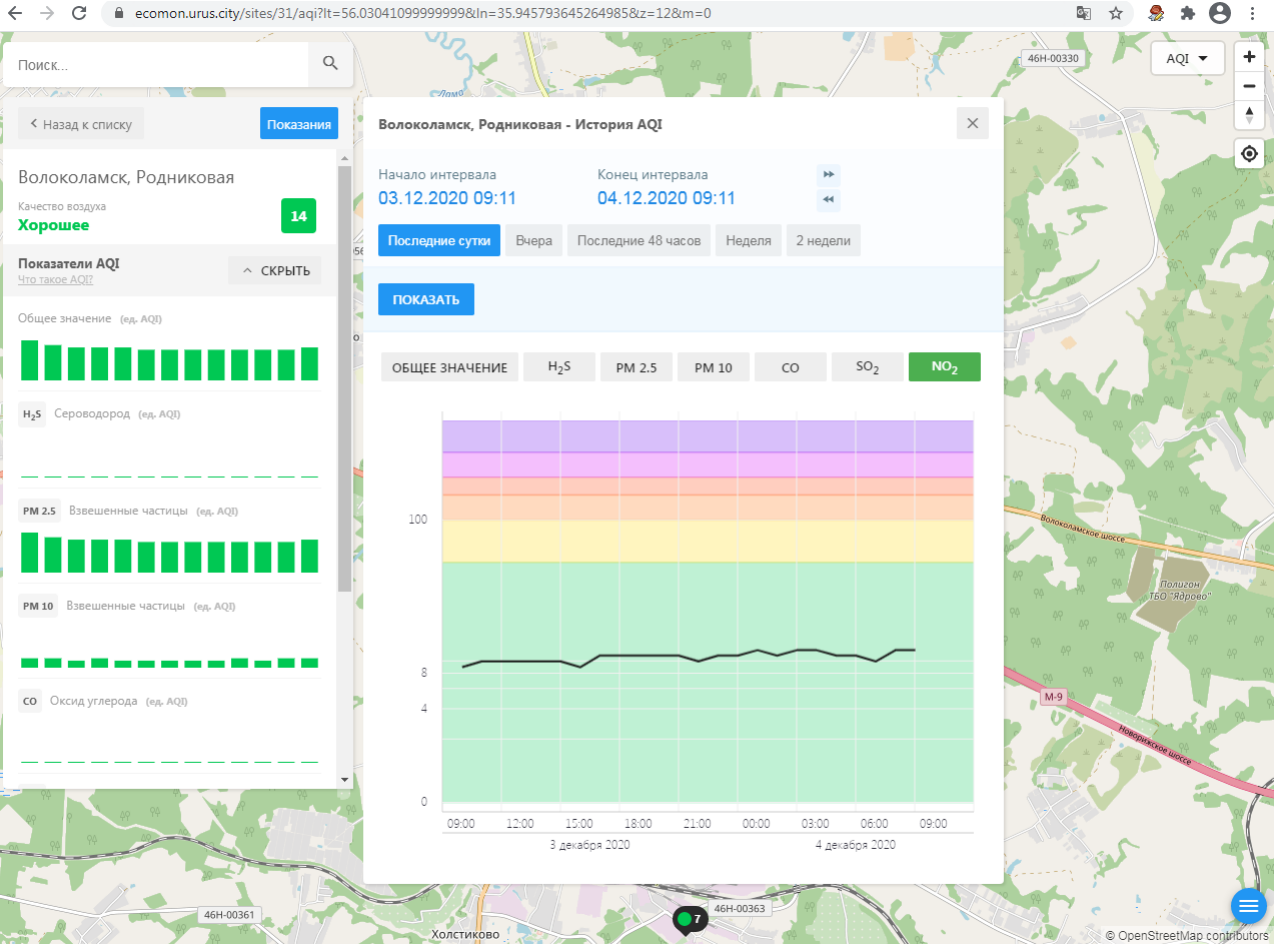 ecomon.urus.city/sites/31/aqi?lt=56.03041099999999&ln=35.945793645264985&z=12&m=0
Поиск...
46Н-00330
AQI
Назад к списку
Показания
Волоколамск, Родниковая - История AQI
Волоколамск, Родниковая
Качество воздуха
Хорошее
14
Начало интервала
Конец интервала
03.12.2020 09:11
04.12.2020 09:11
Последние сутки
Вчера
Последние 48 часов
Неделя
2 недели
Показатели AQI
Что такое AQI?
СКРЫТЬ
ПОКАЗАТЬ
Общее значение (ед. AQI)
H2S Сероводород (ед. AQI)
PM 2.5 Взвешенные частицы (ед. AQI)
PM 10 Взвешенные частицы (ед. AQI)
CO Оксид углерода (ед. AQI)
ОБЩЕЕ ЗНАЧЕНИЕ
H2S
PM 2.5
PM 10
CO
SO2
NO2
100
8
4
0
09:00 12:00 15:00 18:00 21:00 00:00 03:00 06:00 09:00
3 декабря 2020
4 декабря 2020
Волоколамское шоссе
Полигон
ТБО "Ядрово"
М-9
Новорижское шоссе
46Н-00361
46Н-00363
7
Холстиково
© OpenStreetMap contributors